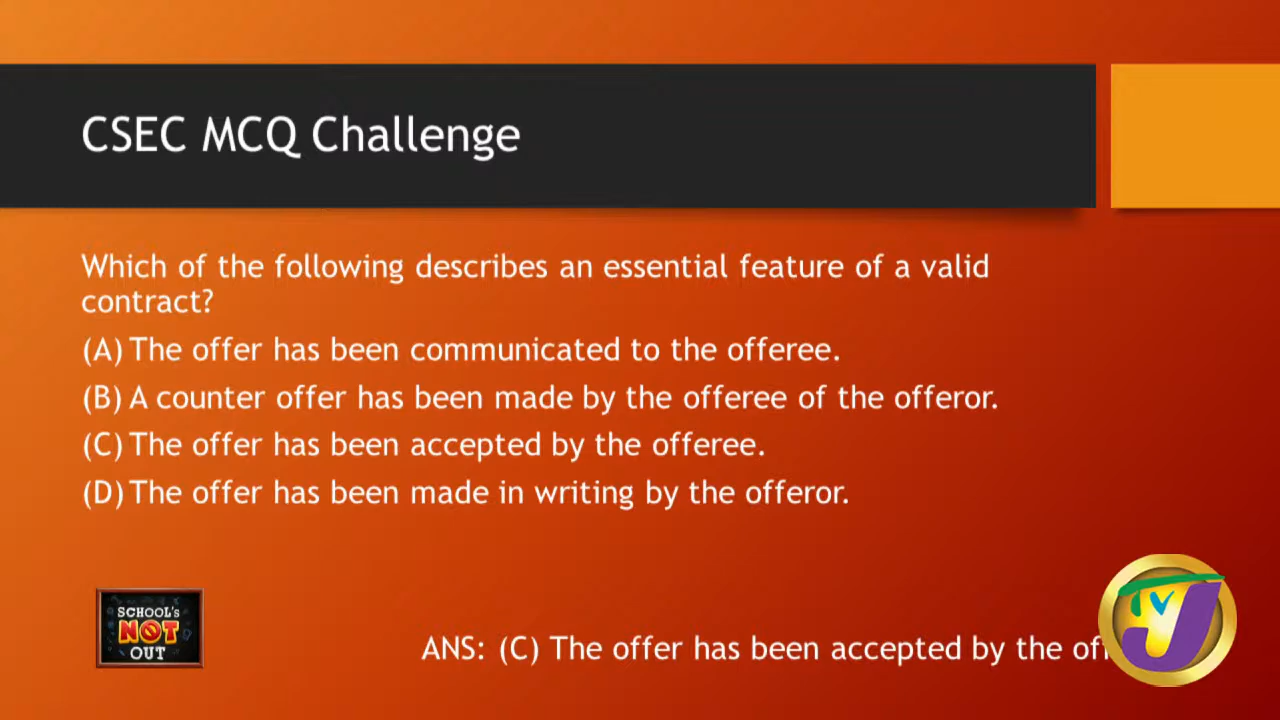 CSEC MCQ Challenge
Which of the following describes an essential feature of a valid
contract?
(A) The offer has been communicated to the offeree.
(B) A counter offer has been made by the offeree of the offeror.
(C) The offer has been accepted by the offeree.
(D) The offer has been made in writing by the offeror.
SCHOOL's
NOT
OUT
ANS: (C) The offer has been accepted by the
TVJ